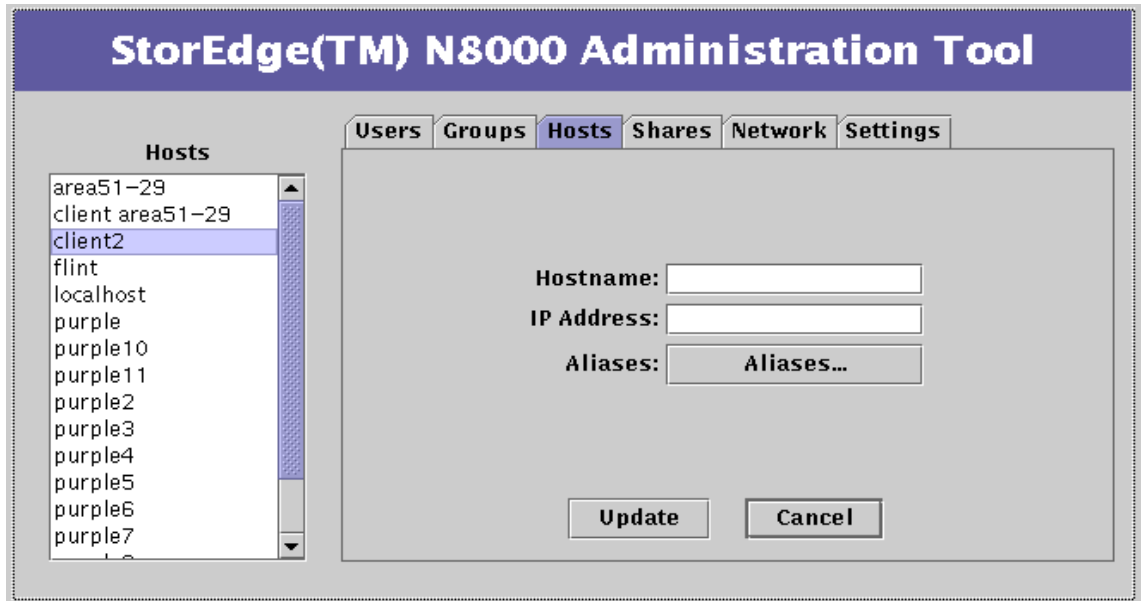 StorEdge(TM) N8000 Administration Tool
Users Groups Hosts Shares Network Settings
Hosts
area51-29
client area51-29
client2
flint
localhost
purple
purple10
purple11
purple2
purple3
purple4
purple5
purple6
purple7
Hostname:
IP Address:
Aliases: Aliases...
Update Cancel